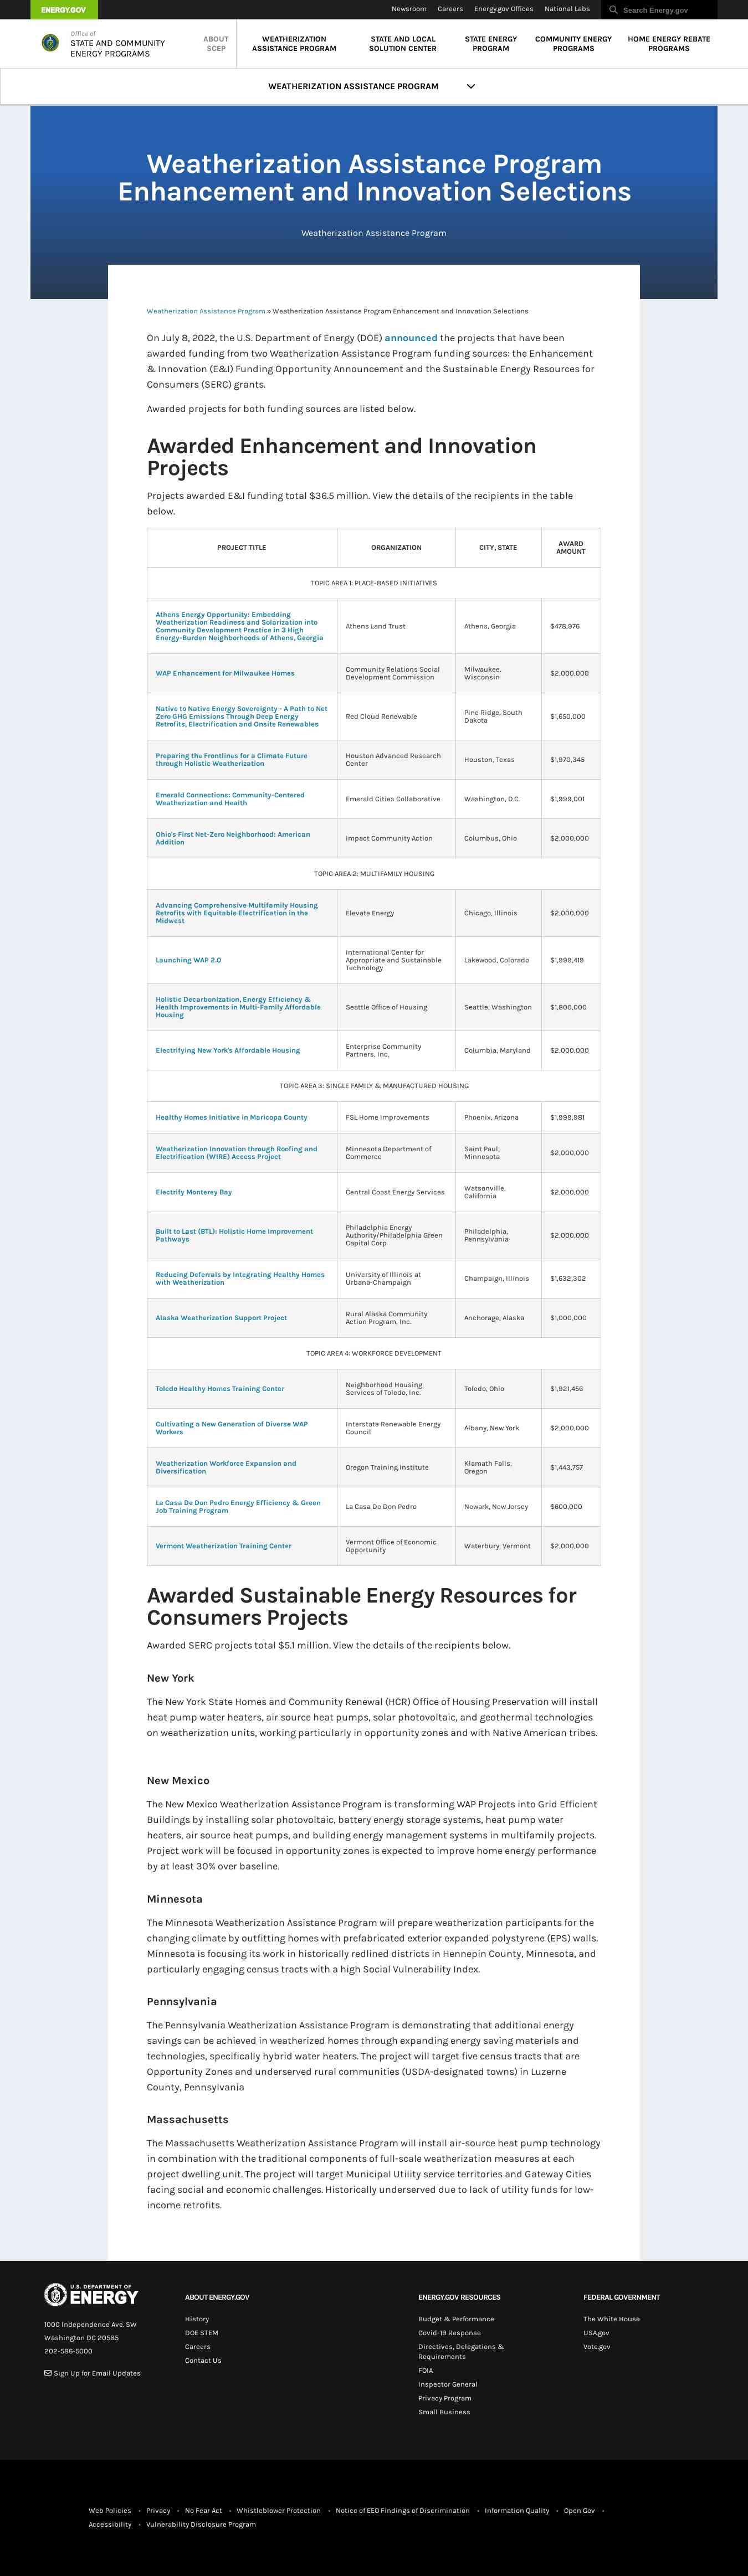 ENERGY.GOV
Newsroom Careers Energy.gov Offices National Labs Search Energy.gov
Office of
STATE AND COMMUNITY
ENERGY PROGRAMS
ABOUT
SCEP
WEATHERIZATION
ASSISTANCE PROGRAM
STATE AND LOCAL
SOLUTION CENTER
STATE ENERGY
PROGRAM
COMMUNITY ENERGY
PROGRAMS
HOME ENERGY REBATE
PROGRAMS
WEATHERIZATION ASSISTANCE PROGRAM
Weatherization Assistance Program
Enhancement and Innovation Selections
Weatherization Assistance Program
Weatherization Assistance Program » Weatherization Assistance Program Enhancement and Innovation Selections
On July 8, 2022, the U.S. Department of Energy (DOE) announced the projects that have been
awarded funding from two Weatherization Assistance Program funding sources: the Enhancement
& Innovation (E&I) Funding Opportunity Announcement and the Sustainable Energy Resources for
Consumers (SERC) grants.
Awarded projects for both funding sources are listed below.
Awarded Enhancement and Innovation
Projects
Projects awarded E&I funding total $36.5 million. View the details of the recipients in the table
below.
PROJECT TITLE ORGANIZATION CITY, STATE AWARD
AMOUNT
TOPIC AREA 1: PLACE-BASED INITIATIVES
Athens Energy Opportunity: Embedding
Weatherization Readiness and Solarization into
Community Development Practice in 3 High
Energy-Burden Neighborhoods of Athens, Georgia
Athens Land Trust
Athens, Georgia
$478,976
WAP Enhancement for Milwaukee Homes
Community Relations Social
Development Commission
Milwaukee,
Wisconsin
$2,000,000
Native to Native Energy Sovereignty - A Path to Net
Zero GHG Emissions Through Deep Energy
Retrofits, Electrification and Onsite Renewables
Red Cloud Renewable
Pine Ridge, South
Dakota
$1,650,000
Preparing the Frontlines for a Climate Future
through Holistic Weatherization
Houston Advanced Research
Center
Houston, Texas
$1,970,345
Emerald Connections: Community-Centered
Weatherization and Health
Emerald Cities Collaborative
Washington, D.C.
$1,999,001
Ohio's First Net-Zero Neighborhood: American
Addition
Impact Community Action
Columbus, Ohio
$2,000,000
TOPIC AREA 2: MULTIFAMILY HOUSING
Advancing Comprehensive Multifamily Housing
Retrofits with Equitable Electrification in the
Midwest
Elevate Energy
Chicago, Illinois
$2,000,000
Launching WAP 2.0
International Center for
Appropriate and Sustainable
Technology
Lakewood, Colorado
$1,999,419
Holistic Decarbonization, Energy Efficiency &
Health Improvements in Multi-Family Affordable
Housing
Seattle Office of Housing
Seattle, Washington
$1,800,000
Electrifying New York's Affordable Housing
Enterprise Community
Partners, Inc.
Columbia, Maryland
$2,000,000
TOPIC AREA 3: SINGLE FAMILY & MANUFACTURED HOUSING
Healthy Homes Initiative in Maricopa County
FSL Home Improvements
Phoenix, Arizona
$1,999,981
Weatherization Innovation through Roofing and
Electrification (WIRE) Access Project
Minnesota Department of
Commerce
Saint Paul,
Minnesota
$2,000,000
Electrify Monterey Bay
Central Coast Energy Services
Watsonville,
California
$2,000,000
Built to Last (BTL): Holistic Home Improvement
Pathways
Philadelphia Energy
Authority/Philadelphia Green
Capital Corp
Philadelphia,
Pennsylvania
$2,000,000
Reducing Deferrals by Integrating Healthy Homes
with Weatherization
University of Illinois at
Urbana-Champaign
Champaign, Illinois
$1,632,302
Alaska Weatherization Support Project
Rural Alaska Community
Action Program, Inc.
Anchorage, Alaska
$1,000,000
TOPIC AREA 4: WORKFORCE DEVELOPMENT
Toledo Healthy Homes Training Center
Neighborhood Housing
Services of Toledo, Inc.
Toledo, Ohio
$1,921,456
Cultivating a New Generation of Diverse WAP
Workers
Interstate Renewable Energy
Council
Albany, New York
$2,000,000
Weatherization Workforce Expansion and
Diversification
Oregon Training Institute
Klamath Falls,
Oregon
$1,443,757
La Casa De Don Pedro Energy Efficiency & Green
Job Training Program
La Casa De Don Pedro
Newark, New Jersey
$600,000
Vermont Weatherization Training Center
Vermont Office of Economic
Opportunity
Waterbury, Vermont
$2,000,000
Awarded Sustainable Energy Resources for
Consumers Projects
Awarded SERC projects total $5.1 million. View the details of the recipients below.
New York
The New York State Homes and Community Renewal (HCR) Office of Housing Preservation will install
heat pump water heaters, air source heat pumps, solar photovoltaic, and geothermal technologies
on weatherization units, working particularly in opportunity zones and with Native American tribes.
New Mexico
The New Mexico Weatherization Assistance Program is transforming WAP Projects into Grid Efficient
Buildings by installing solar photovoltaic, battery energy storage systems, heat pump water
heaters, air source heat pumps, and building energy management systems in multifamily projects.
Project work will be focused in opportunity zones is expected to improve home energy performance
by at least 30% over baseline.
Minnesota
The Minnesota Weatherization Assistance Program will prepare weatherization participants for the
changing climate by outfitting homes with prefabricated exterior expanded polystyrene (EPS) walls.
Minnesota is focusing its work in historically redlined districts in Hennepin County, Minnesota, and
particularly engaging census tracts with a high Social Vulnerability Index.
Pennsylvania
The Pennsylvania Weatherization Assistance Program is demonstrating that additional energy
savings can be achieved in weatherized homes through expanding energy saving materials and
technologies, specifically hybrid water heaters. The project will target five census tracts that are
Opportunity Zones and underserved rural communities (USDA-designated towns) in Luzerne
County, Pennsylvania
Massachusetts
The Massachusetts Weatherization Assistance Program will install air-source heat pump technology
in combination with the traditional components of full-scale weatherization measures at each
project dwelling unit. The project will target Municipal Utility service territories and Gateway Cities
facing social and economic challenges. Historically underserved due to lack of utility funds for low-
income retrofits.
U.S. DEPARTMENT OF
ENERGY
1000 Independence Ave. SW
Washington DC 20585
202-586-5000
Sign Up for Email Updates
ABOUT ENERGY.GOV
History
DOE STEM
Careers
Contact Us
ENERGY.GOV RESOURCES
Budget & Performance
Covid-19 Response
Directives, Delegations &
Requirements
FOIA
Inspector General
Privacy Program
Small Business
FEDERAL GOVERNMENT
The White House
USA.gov
Vote.gov
Web Policies • Privacy • No Fear Act • Whistleblower Protection • Notice of EEO Findings of Discrimination • Information Quality • Open Gov •
Accessibility • Vulnerability Disclosure Program